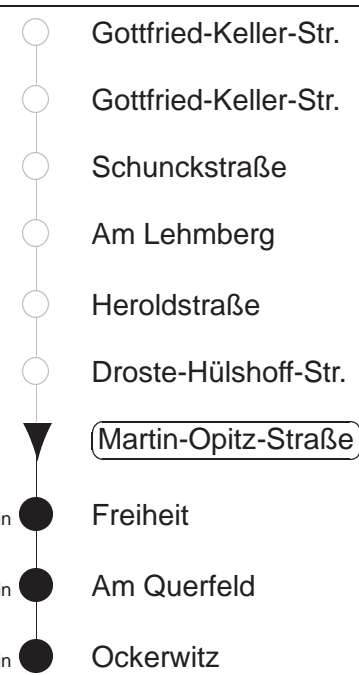 Gottfried-Keller-Str.
Gottfried-Keller-Str.
Schunckstraße
Am Lehmberg
Heroldstraße
Droste-Hülshoff-Str.
Martin-Opitz-Straße
Freiheit
Am Querfeld
Ockerwitz